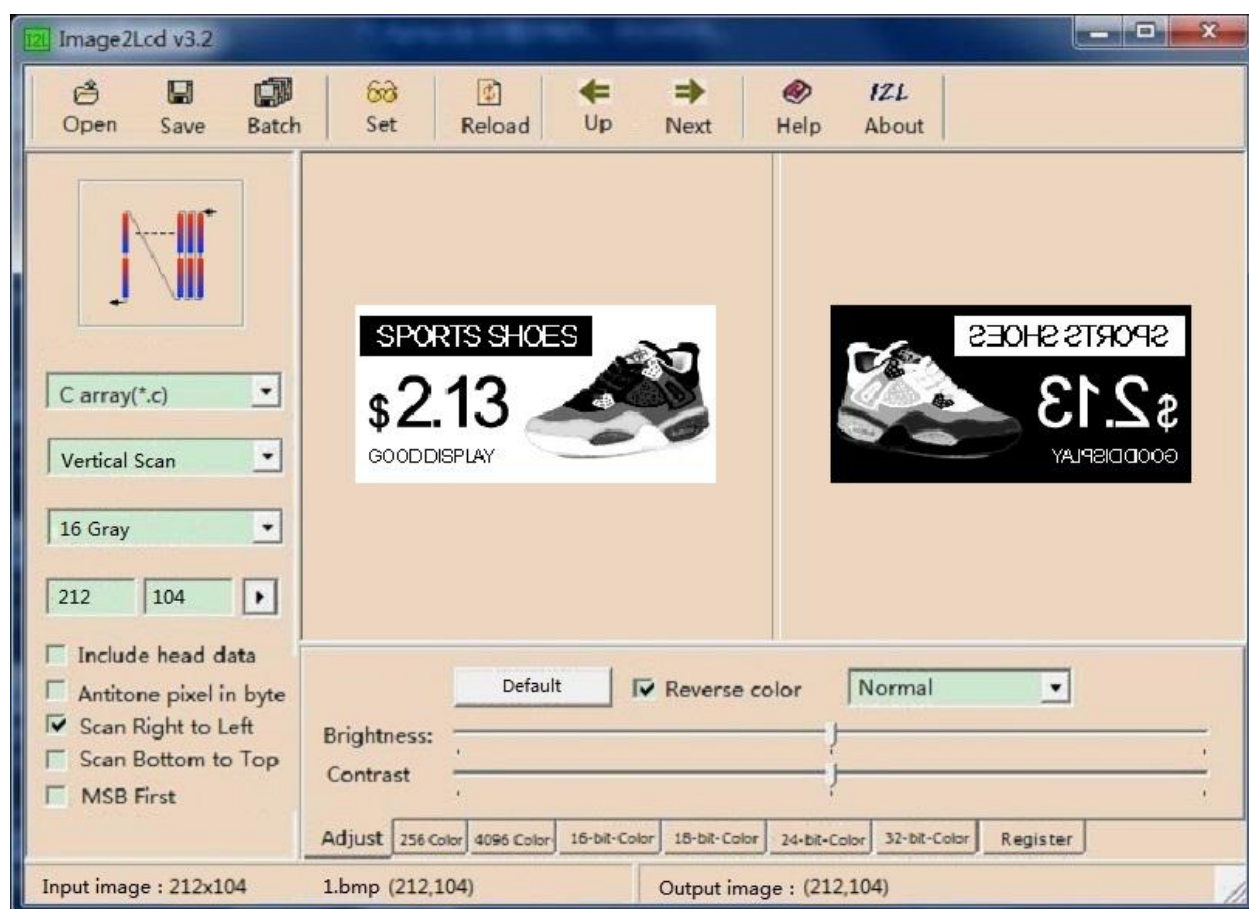 I2L Image2Lcd v3.2
Open Save Batch Set Reload Up Next Help I2L About
C array(*.c)
Vertical Scan
16 Gray
212 104
Include head data
Antitone pixel in byte
Scan Right to Left
Scan Bottom to Top
MSB First
SPORTS SHOES
$2.13
GOODDISPLAY
SPORTS SHOES
$2.13
GOODDISPLAY
Default Reverse color Normal
Brightness:
Contrast
Adjust 256 Color 4096 Color 16-bit-Color 18-bit-Color 24-bit-Color 32-bit-Color Register
Input image : 212x104 1.bmp (212,104) Output image : (212,104)